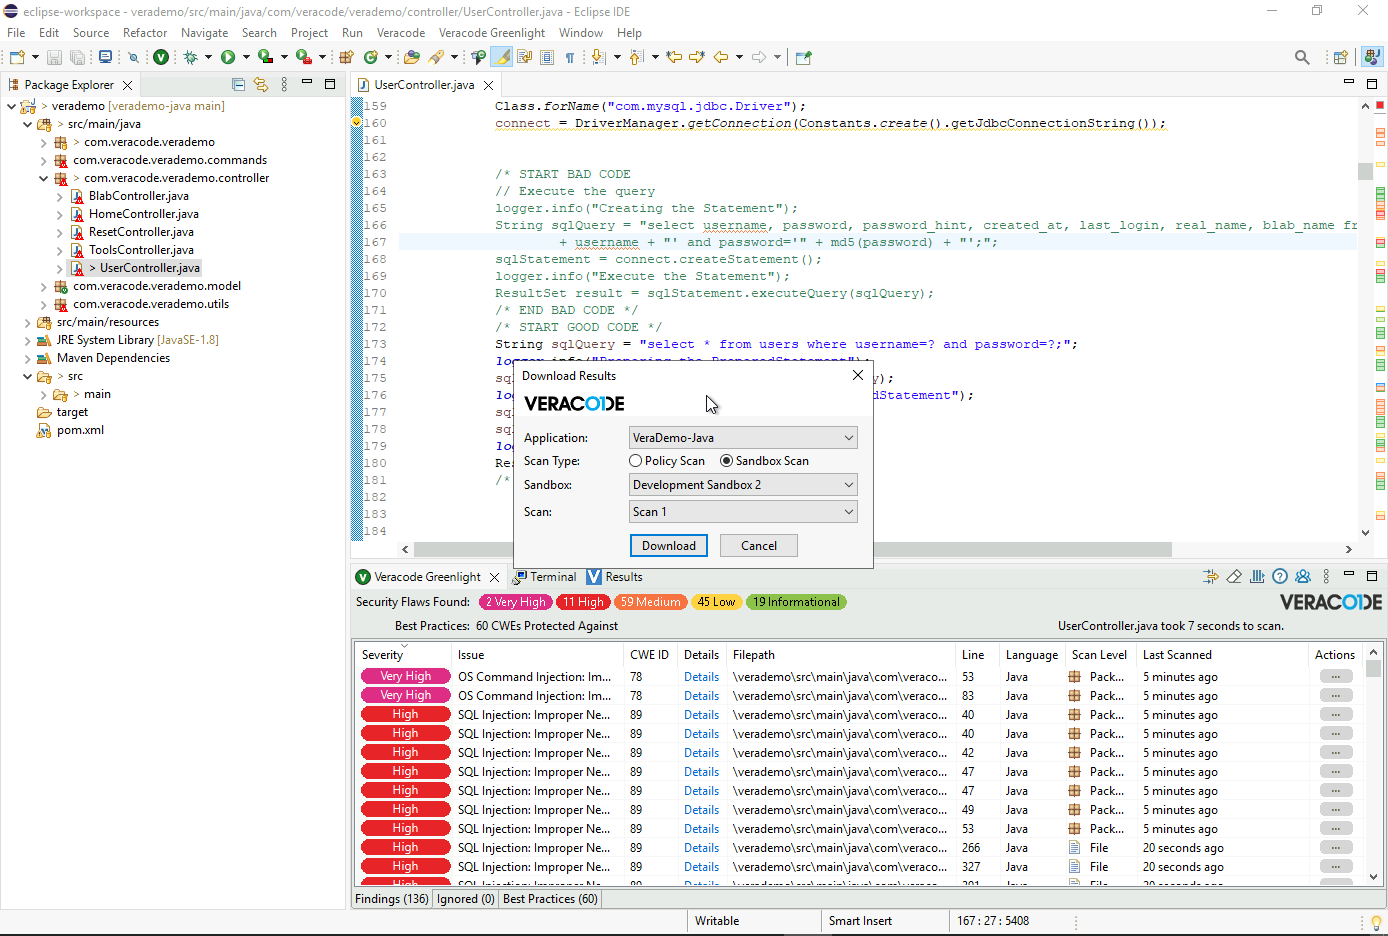 eclipse-workspace - verademo/src/main/java/com/veracode/verademo/controller/UserController.java - Eclipse IDE
File Edit Source Refactor Navigate Search Project Run Veracode Veracode Greenlight Window Help
Package Explorer
> verademo [verademo-java main]
> src/main/java
> com.veracode.verademo
com.veracode.verademo.commands
> com.veracode.verademo.controller
BlabController.java
HomeController.java
ResetController.java
ToolsController.java
> UserController.java
com.veracode.verademo.model
com.veracode.verademo.utils
src/main/resources
JRE System Library [JavaSE-1.8]
Maven Dependencies
> src
> main
target
pom.xml
UserController.java
159 Class.forName("com.mysql.jdbc.Driver");
160 connect = DriverManager.getConnection(Constants.create().getJdbcConnectionString());
161
162
163 /* START BAD CODE
164 // Execute the query
165 logger.info("Creating the Statement");
166 String sqlQuery = "select username, password, password_hint, created_at, last_login, real_name, blab_name fr
167 + username + "' and password='" + md5(password) + "';";
168 sqlStatement = connect.createStatement();
169 logger.info("Execute the Statement");
170 ResultSet result = sqlStatement.executeQuery(sqlQuery);
171 /* END BAD CODE */
172 /* START GOOD CODE */
173 String sqlQuery = "select * from users where username=? and password=?;";
174 logger.info("Preparing the PreparedStatement");
175 sq y);
176 lo dStatement");
177 sq
178 sq
179 lo
180 Re
181 /*
182
183
184
Download Results
VERACODE
Application: VeraDemo-Java
Scan Type: Policy Scan Sandbox Scan
Sandbox: Development Sandbox 2
Scan: Scan 1
Download Cancel
Veracode Greenlight Terminal Results
Security Flaws Found: 2 Very High 11 High 59 Medium 45 Low 19 Informational
VERACODE
Best Practices: 60 CWEs Protected Against UserController.java took 7 seconds to scan.
Severity Issue CWE ID Details Filepath Line Language Scan Level Last Scanned Actions
Very High OS Command Injection: Im... 78 Details \verademo\src\main\java\com\veraco... 53 Java Pack... 5 minutes ago ...
Very High OS Command Injection: Im... 78 Details \verademo\src\main\java\com\veraco... 83 Java Pack... 5 minutes ago ...
High SQL Injection: Improper Ne... 89 Details \verademo\src\main\java\com\veraco... 40 Java Pack... 5 minutes ago ...
High SQL Injection: Improper Ne... 89 Details \verademo\src\main\java\com\veraco... 40 Java Pack... 5 minutes ago ...
High SQL Injection: Improper Ne... 89 Details \verademo\src\main\java\com\veraco... 42 Java Pack... 5 minutes ago ...
High SQL Injection: Improper Ne... 89 Details \verademo\src\main\java\com\veraco... 47 Java Pack... 5 minutes ago ...
High SQL Injection: Improper Ne... 89 Details \verademo\src\main\java\com\veraco... 47 Java Pack... 5 minutes ago ...
High SQL Injection: Improper Ne... 89 Details \verademo\src\main\java\com\veraco... 49 Java Pack... 5 minutes ago ...
High SQL Injection: Improper Ne... 89 Details \verademo\src\main\java\com\veraco... 53 Java Pack... 5 minutes ago ...
High SQL Injection: Improper Ne... 89 Details \verademo\src\main\java\com\veraco... 266 Java File 20 seconds ago ...
High SQL Injection: Improper Ne... 89 Details \verademo\src\main\java\com\veraco... 327 Java File 20 seconds ago ...
Findings (136) Ignored (0) Best Practices (60)
Writable Smart Insert 167 : 27 : 5408